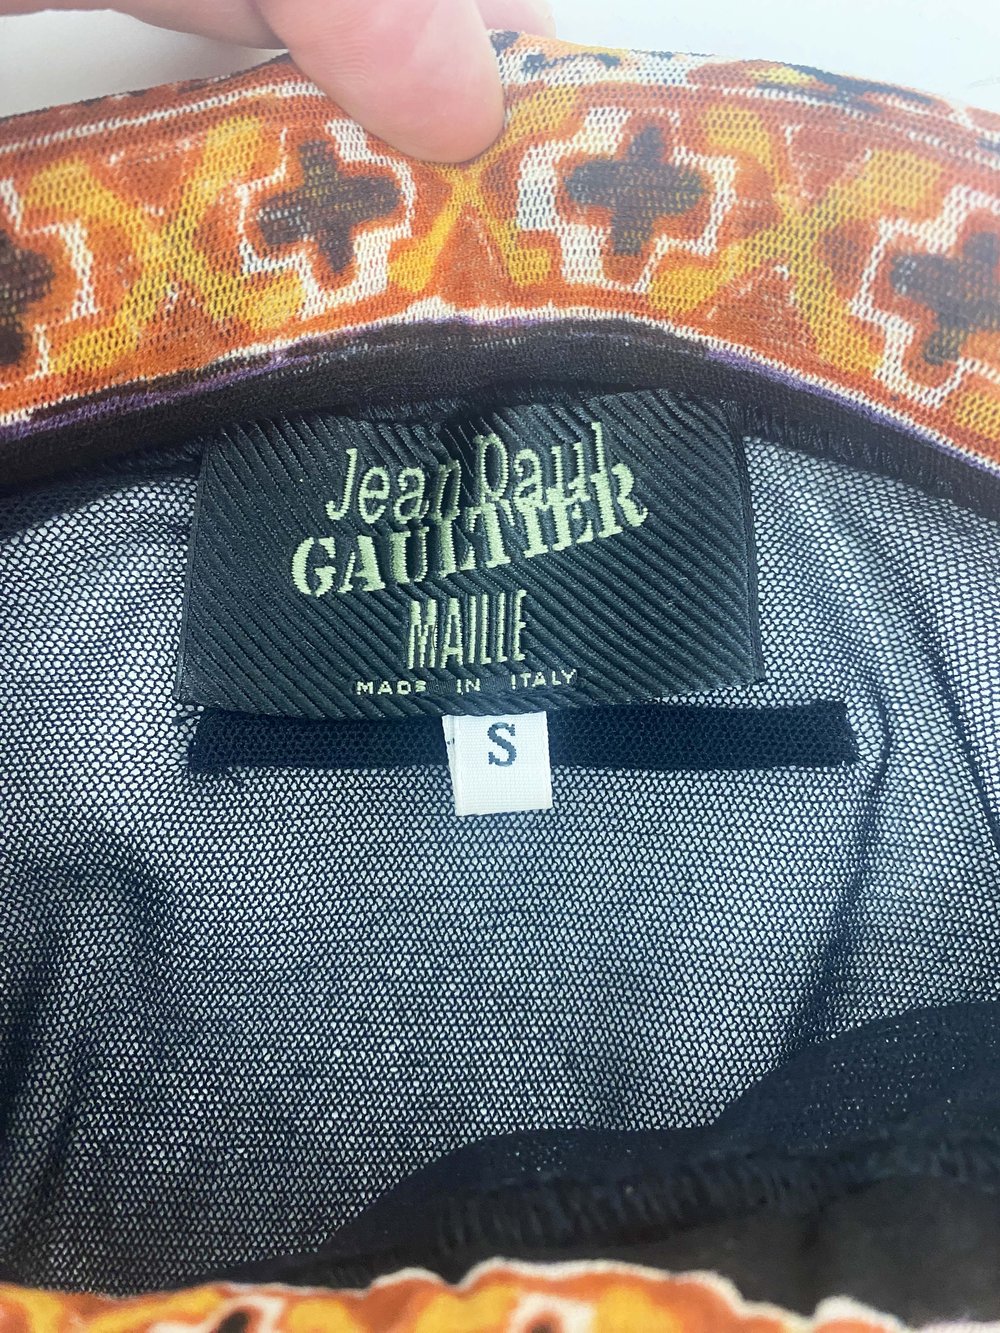 Jean Paul
GAULTIER
MAILLE
MADE IN ITALY
S